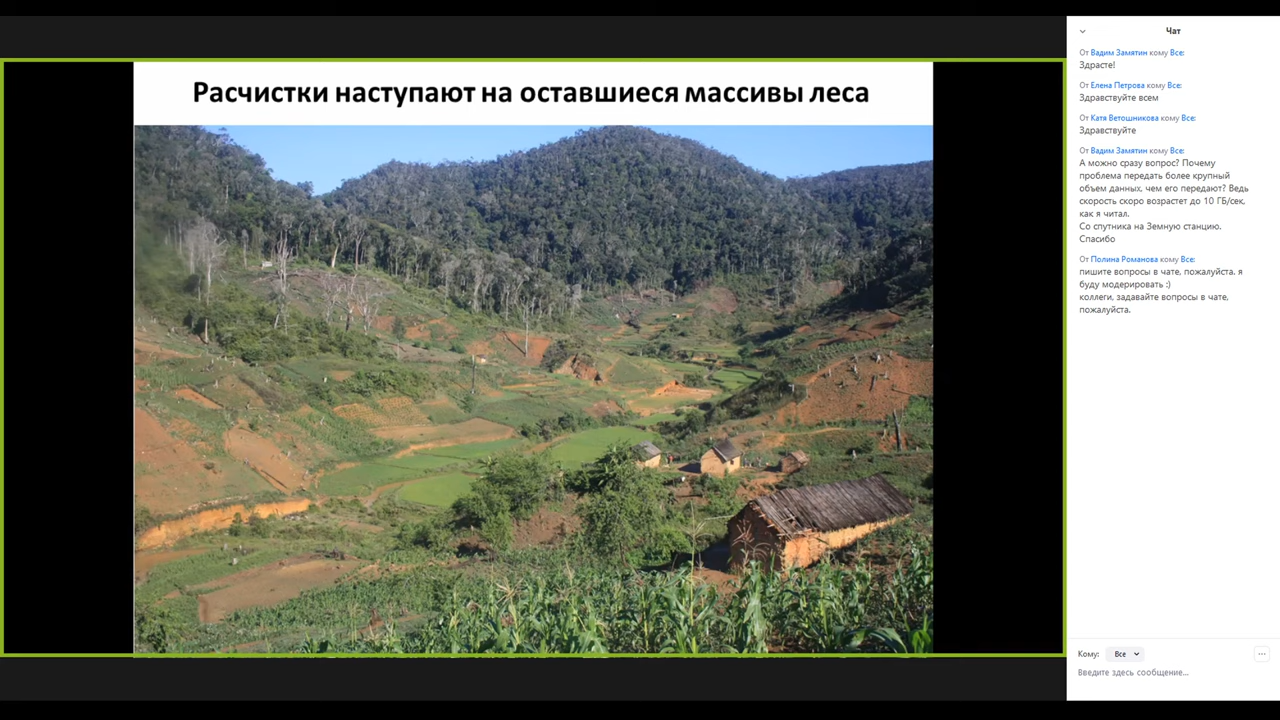 Расчистки наступают на оставшиеся массивы леса
Чат
От Вадим Замятин кому Все:
Здрасте!
От Елена Петрова кому Все:
Здравствуйте всем
От Катя Ветошникова кому Все:
Здравствуйте
От Вадим Замятин кому Все:
А можно сразу вопрос? Почему
проблема передать более крупный
объем данных, чем его передают? Ведь
скорость скоро возрастет до 10 ГБ/сек,
как я читал.
Со спутника на Земную станцию.
Спасибо
От Полина Романова кому Все:
пишите вопросы в чате, пожалуйста. я
буду модерировать :)
коллеги, задавайте вопросы в чате,
пожалуйста.
Кому: Все
Введите здесь сообщение...